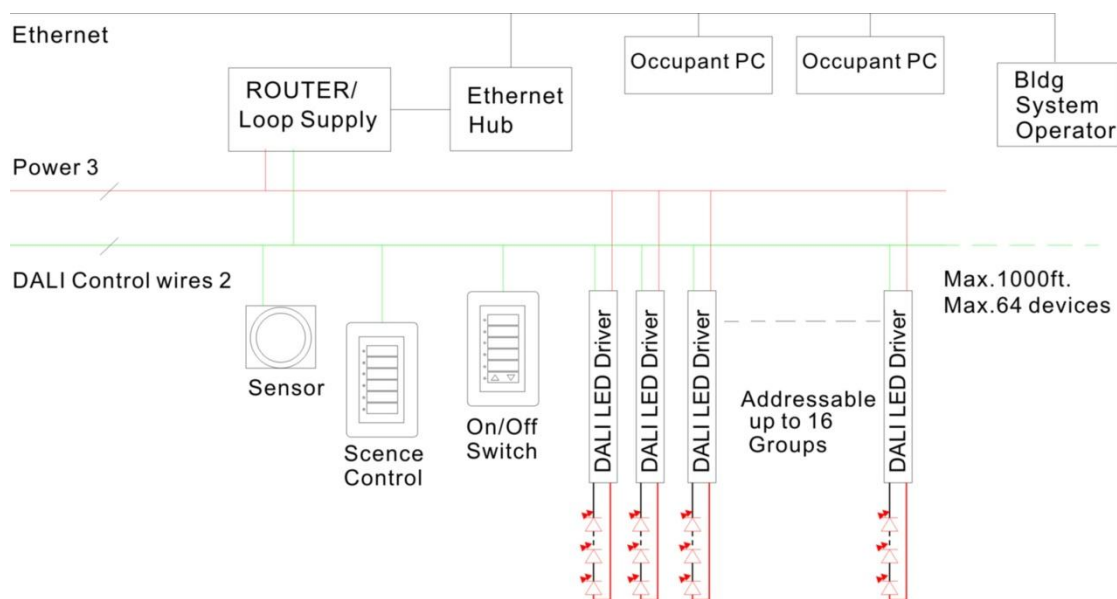 Ethernet
Occupant PC
Occupant PC
ROUTER/
Loop Supply
Ethernet
Hub
Bldg
System
Operator
Power 3
DALI Control wires 2
Max.1000ft.
Max.64 devices
Sensor
Scence
Control
On/Off
Switch
DALI LED Driver
DALI LED Driver
DALI LED Driver
Addressable
up to 16
Groups
DALI LED Driver